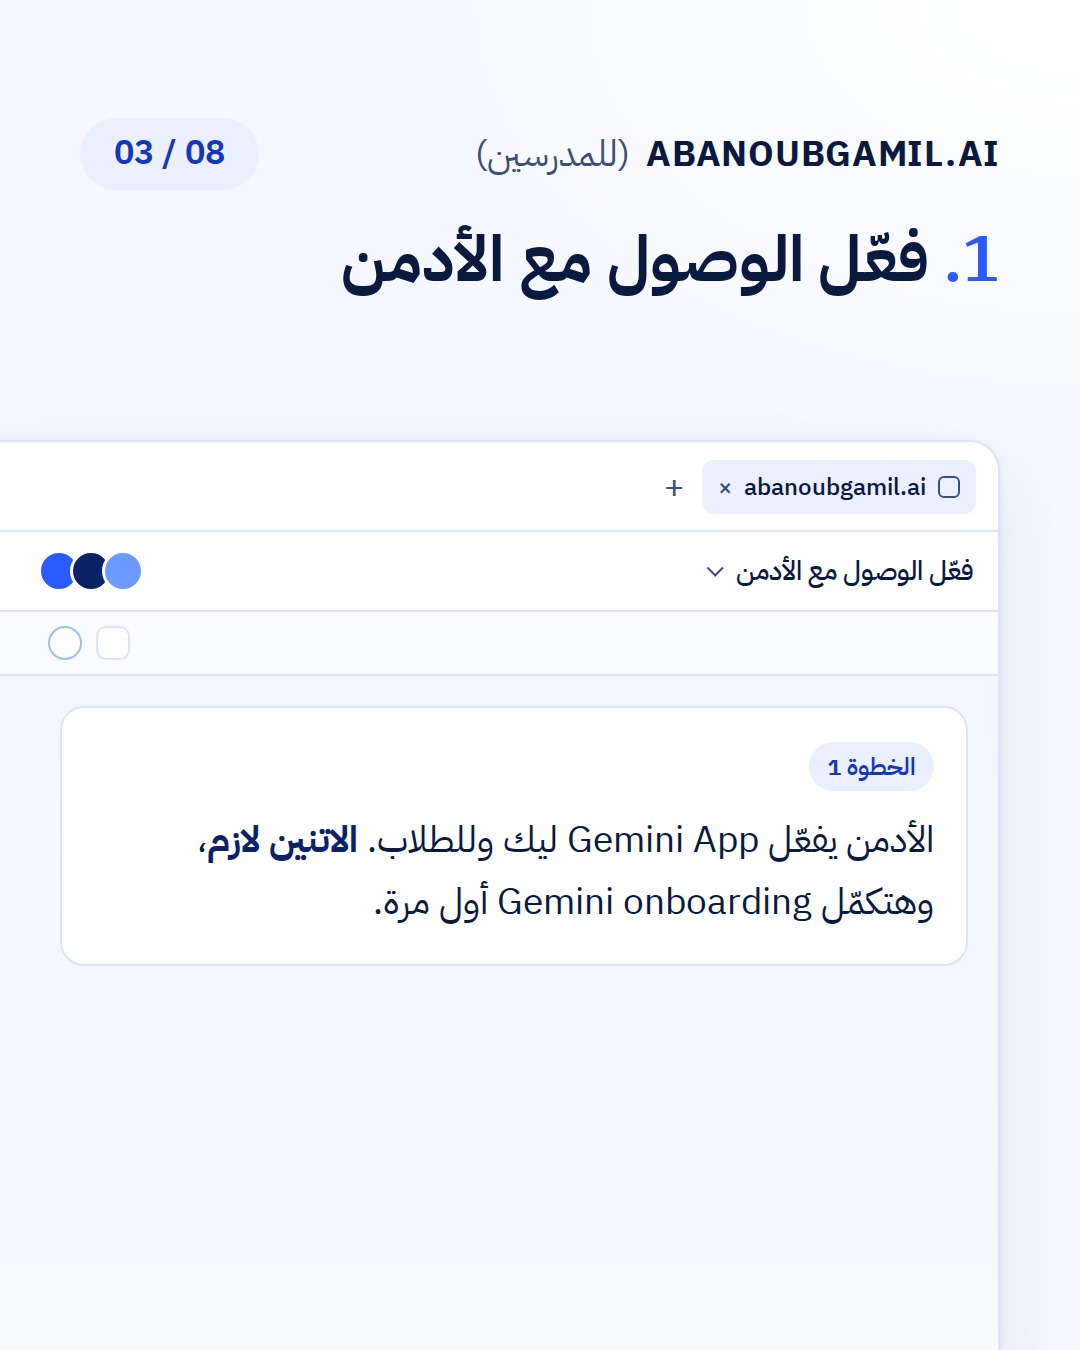 ABANOUBGAMIL.AI (للمدرسين)
03 / 08
1. فعّل الوصول مع الأدمن
abanoubgamil.ai × +
فعّل الوصول مع الأدمن
الخطوة 1
الأدمن يفعّل Gemini App ليك وللطلاب. الاتنين لازم،
وهتكمّل Gemini onboarding أول مرة.